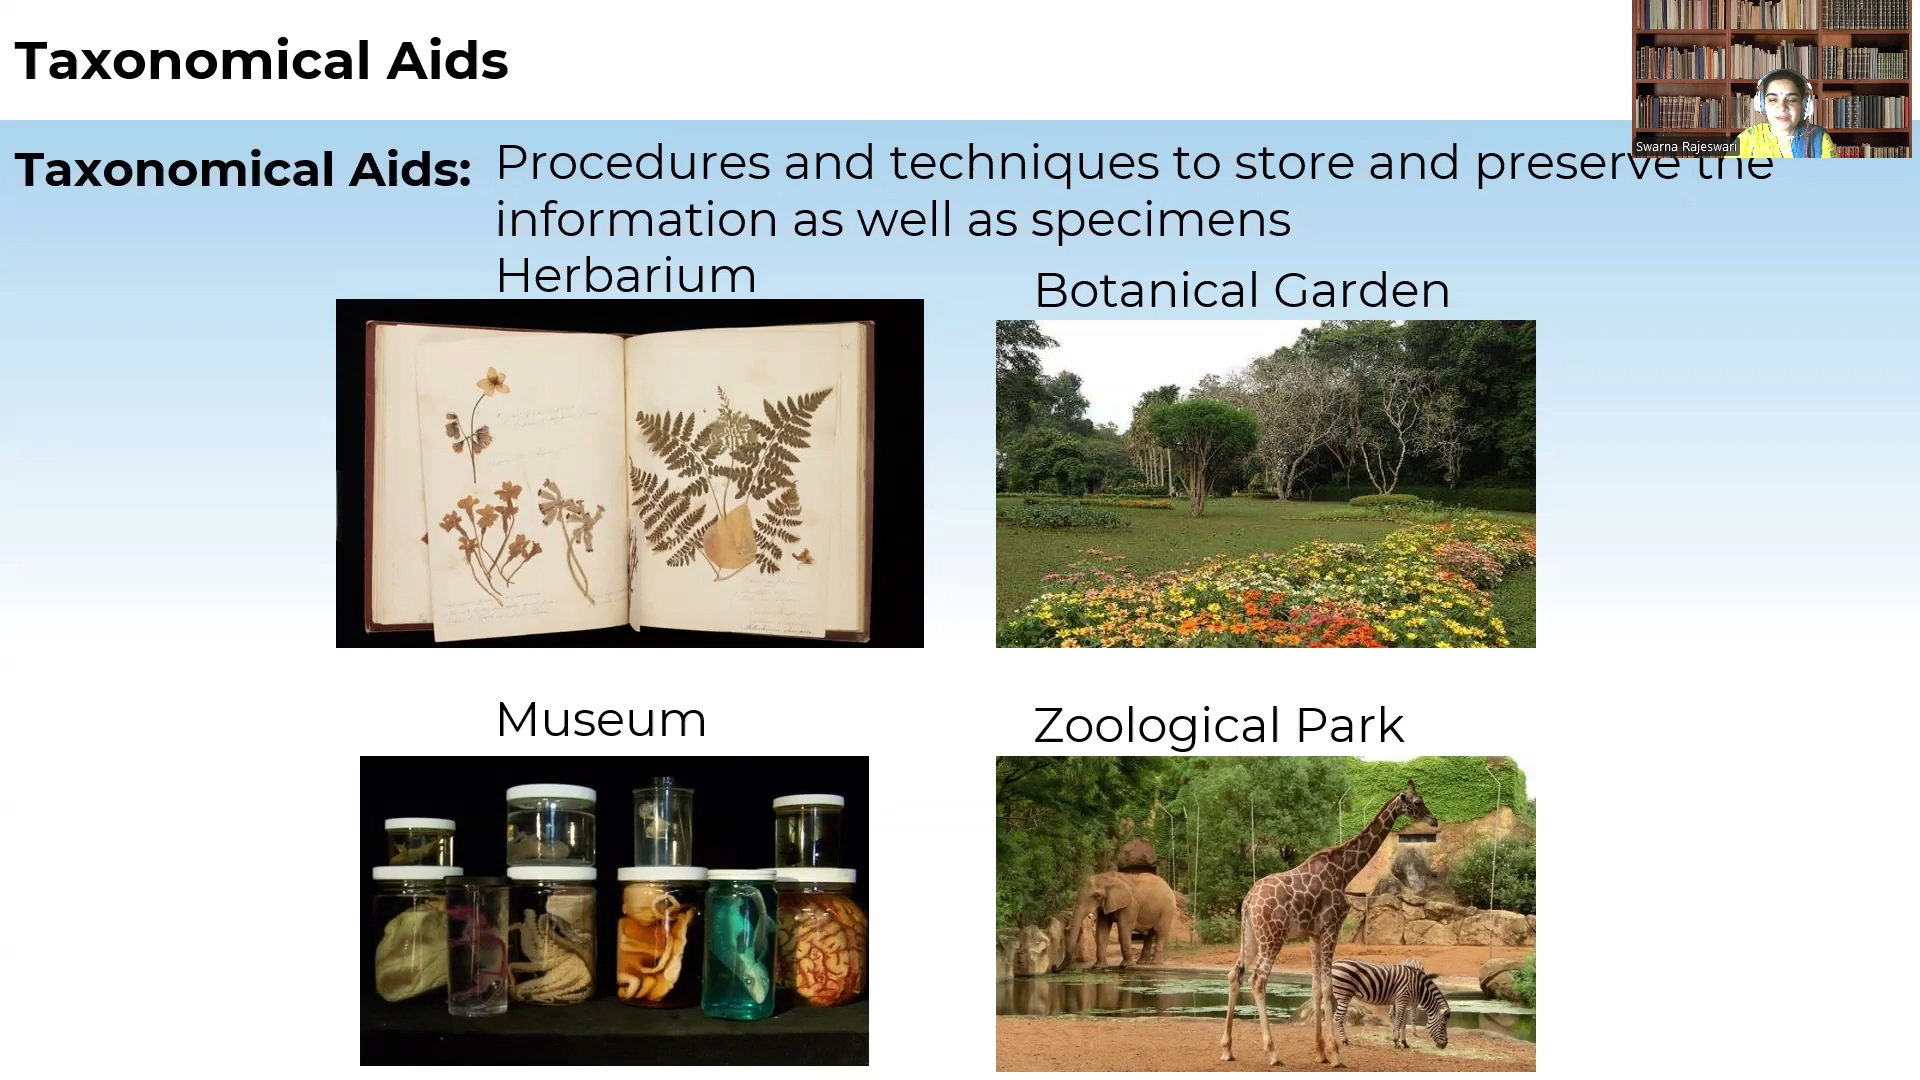 Taxonomical Aids
Swarna Rajeswari
Taxonomical Aids: Procedures and techniques to store and preserve the
information as well as specimens
Herbarium
Botanical Garden
Museum
Zoological Park